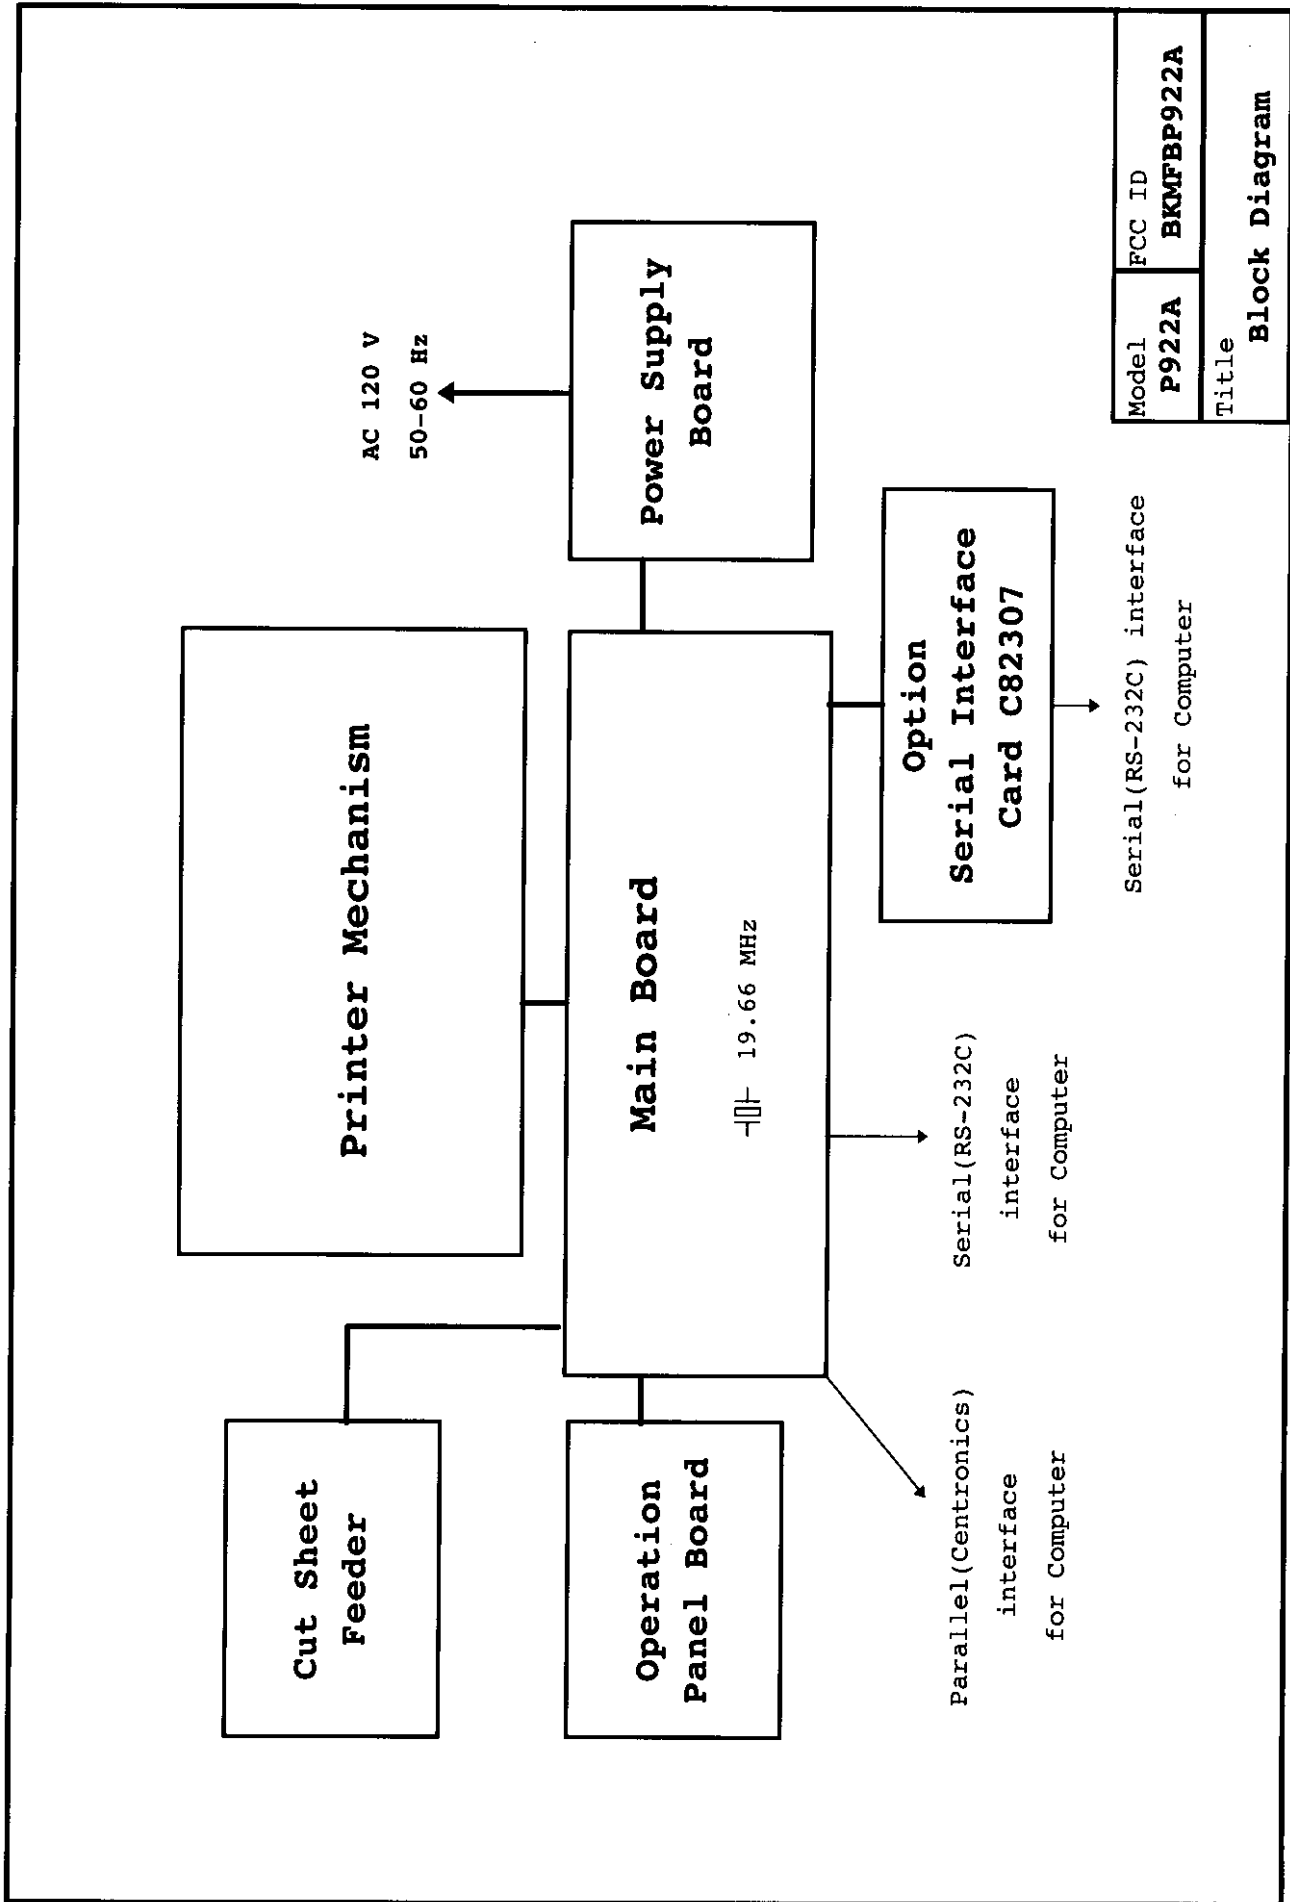 AC 120 V
50-60 Hz
Printer Mechanism
Cut Sheet
Feeder
Power Supply
Board
Main Board
19.66 MHz
Operation
Panel Board
Option
Serial Interface
Card C82307
Parallel(Centronics)
interface
for Computer
Serial(RS-232C)
interface
for Computer
Serial(RS-232C) interface
for Computer
Model
P922A
FCC ID
BKMFBP922A
Title
Block Diagram